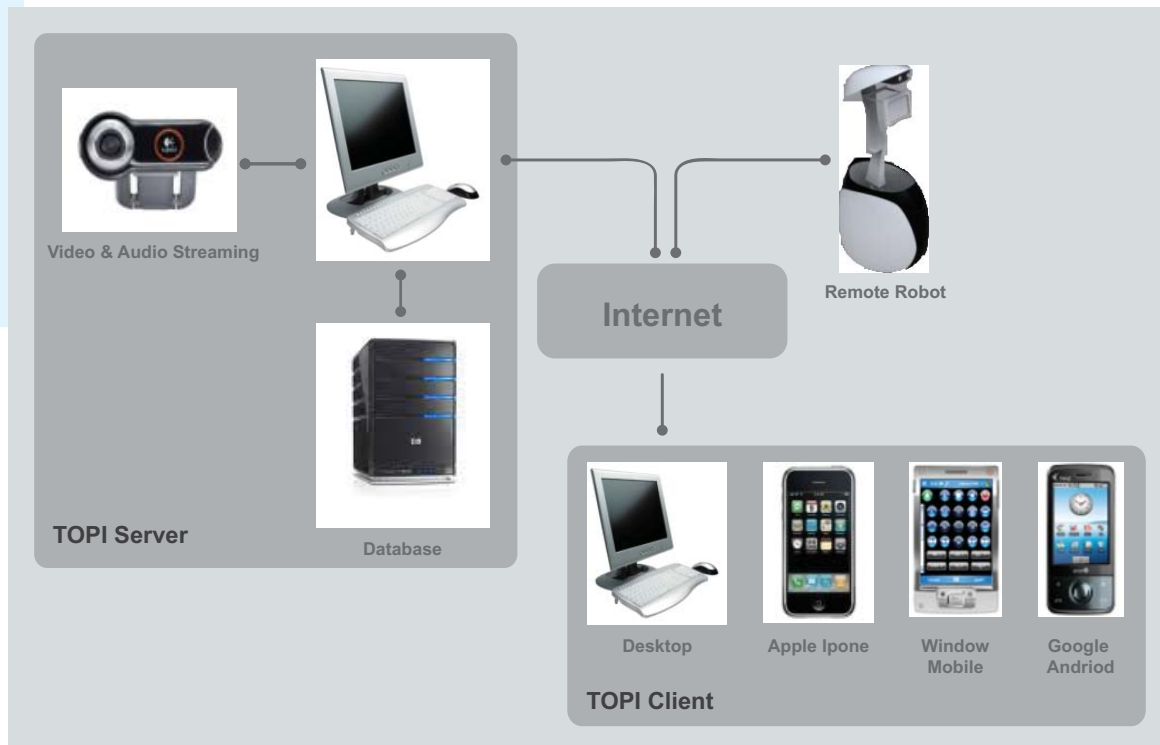 Video & Audio Streaming
Remote Robot
Internet
TOPI Server
Database
Desktop
Apple Ipone
Window
Mobile
Google
Andriod
TOPI Client